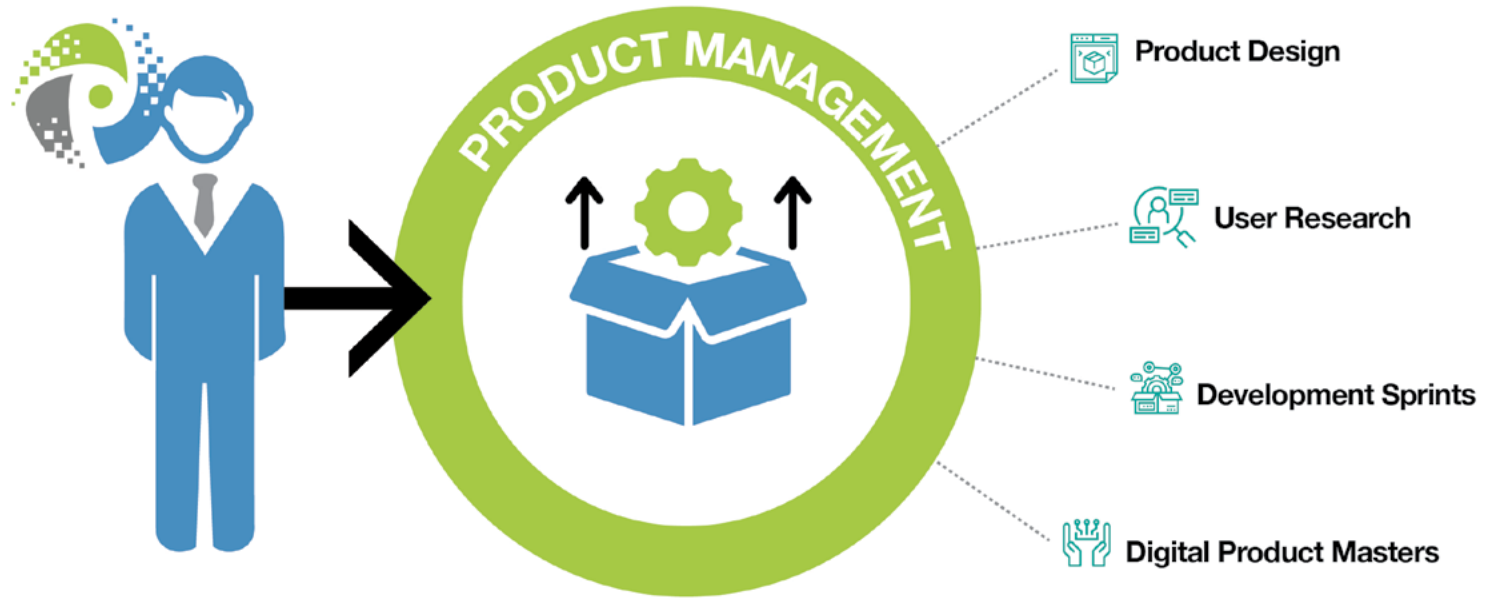 PRODUCT MANAGEMENT
Product Design
User Research
Development Sprints
Digital Product Masters